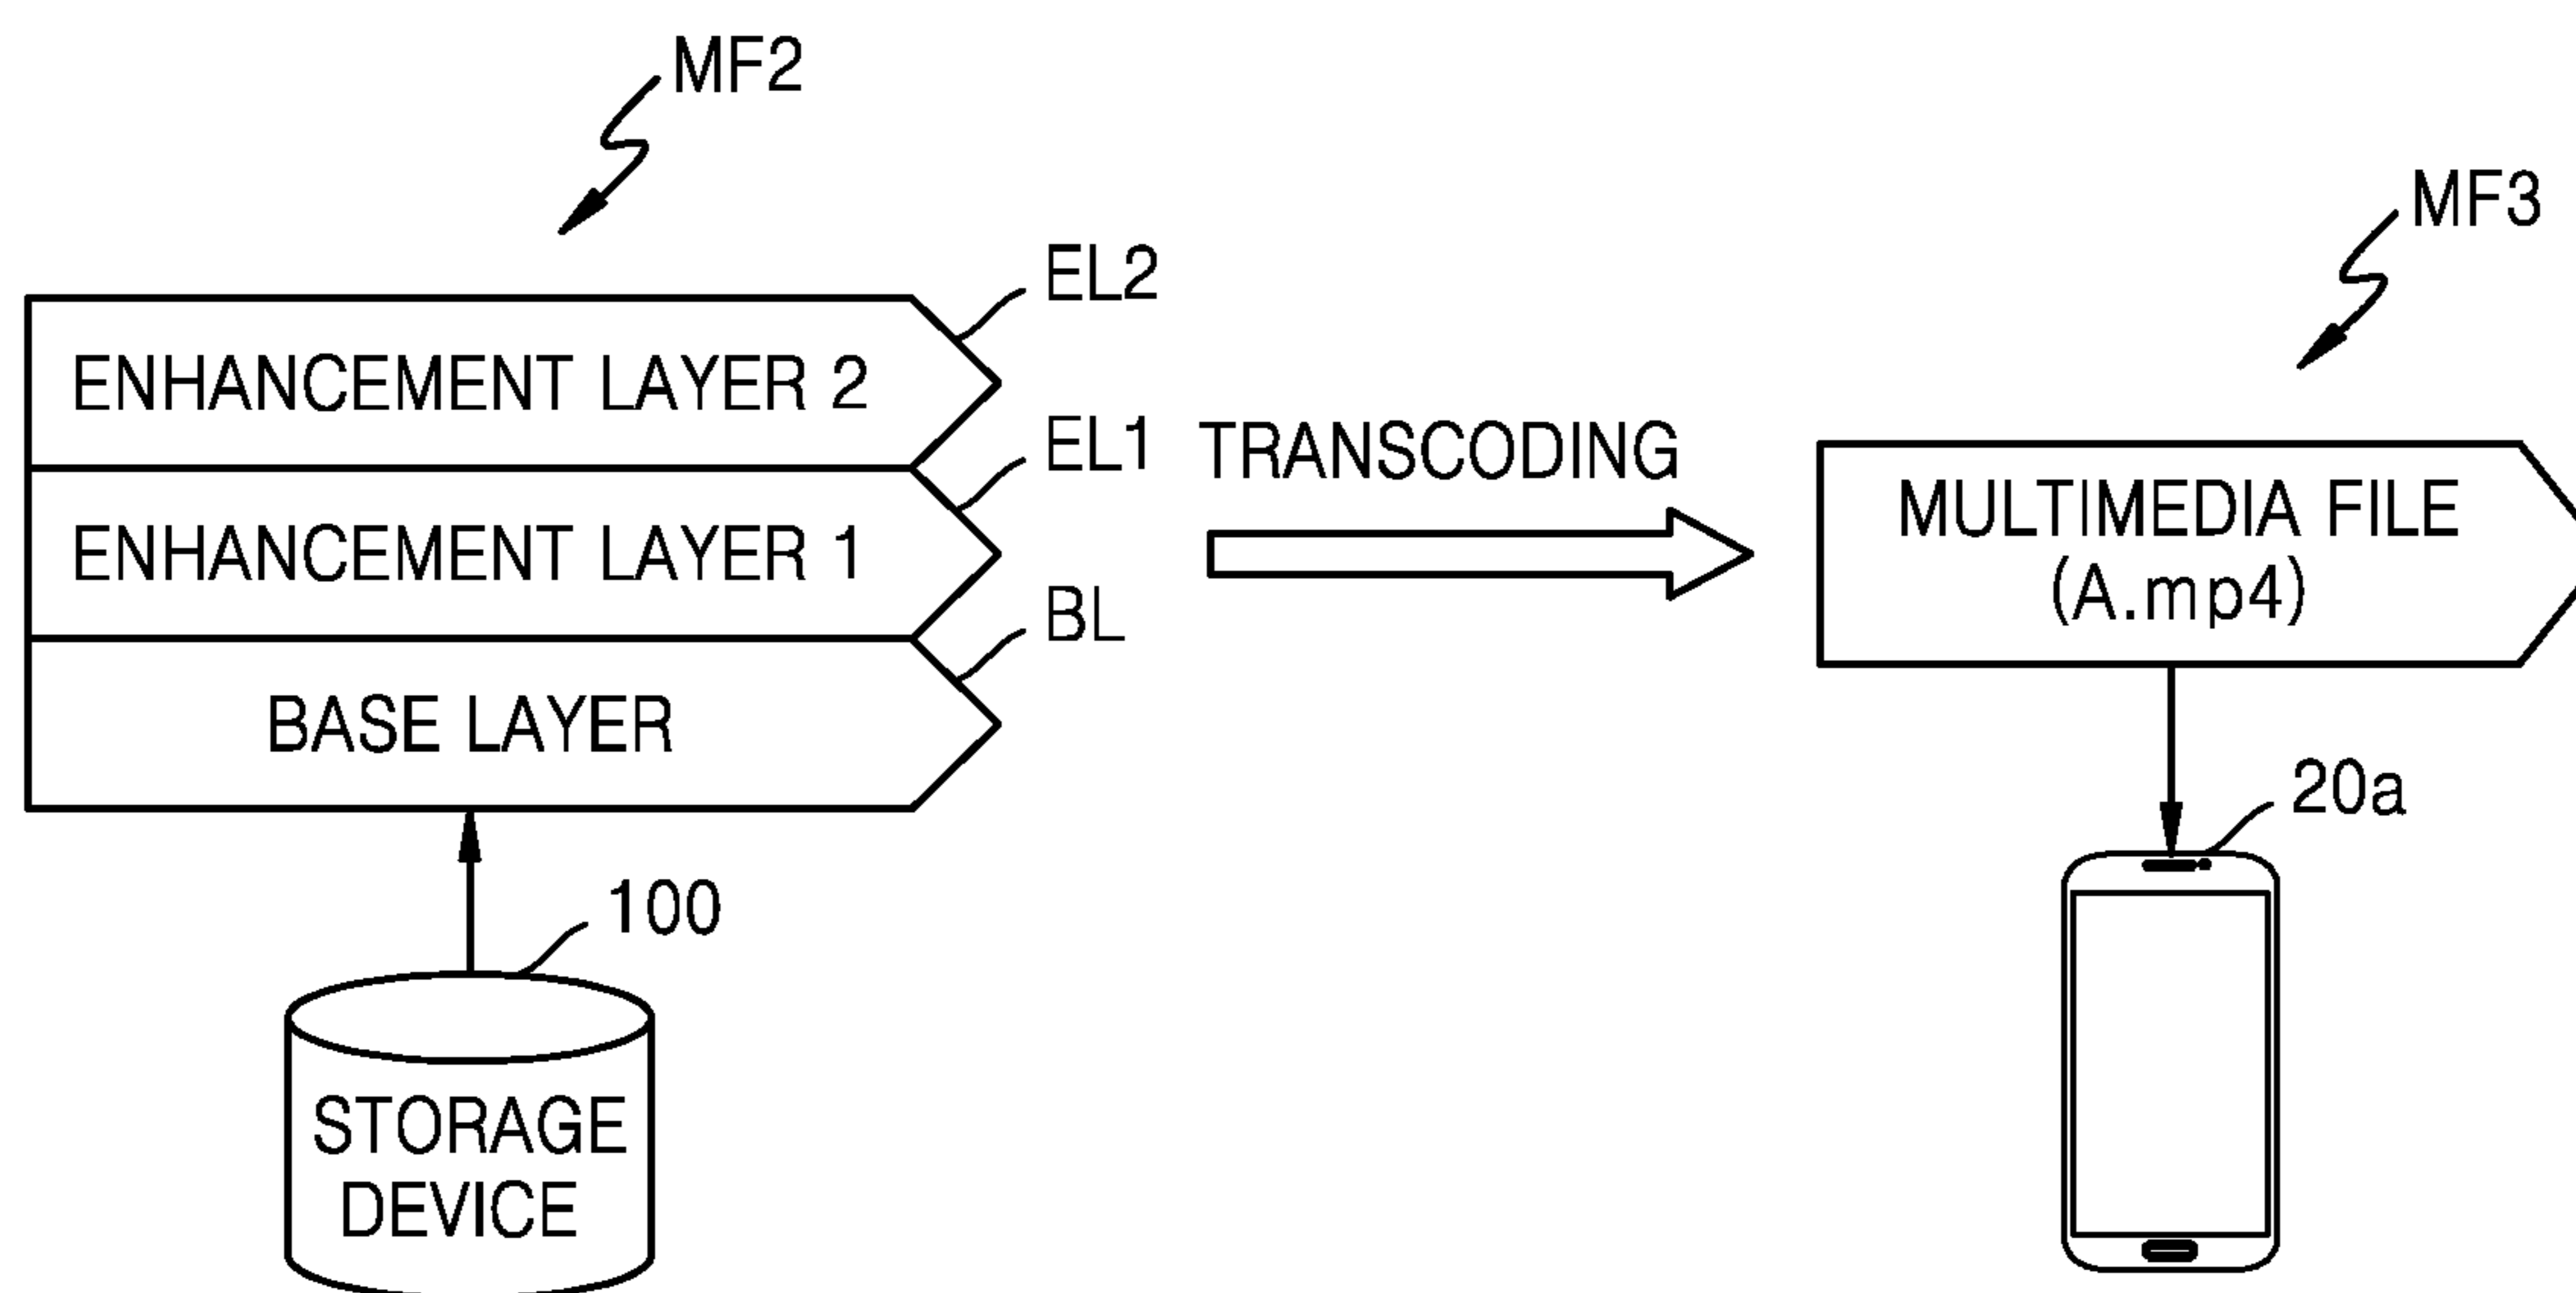 MF2
MF3
EL2
ENHANCEMENT LAYER 2
EL1
TRANSCODING
ENHANCEMENT LAYER 1
MULTIMEDIA FILE
(A.mp4)
BL
BASE LAYER
20a
100
STORAGE
DEVICE